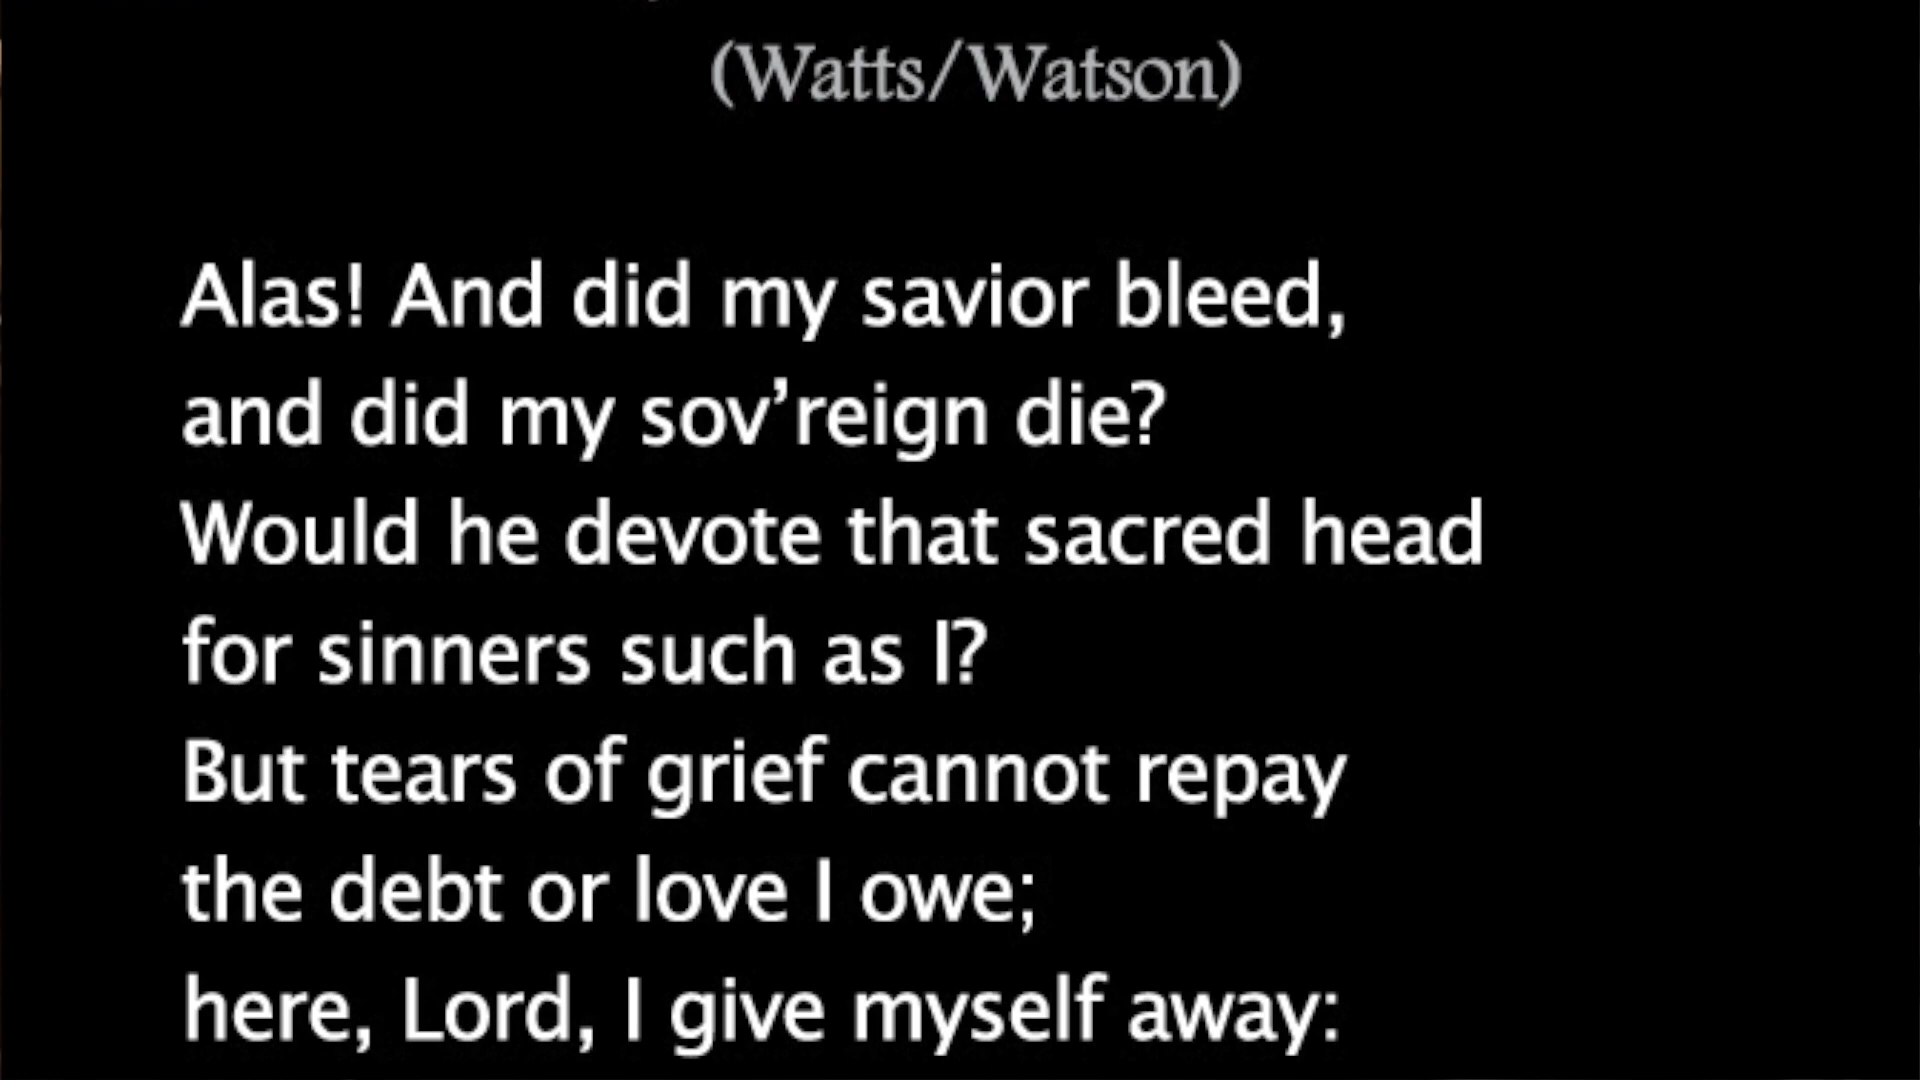 (Watts/Watson)
Alas! And did my savior bleed,
and did my sov’reign die?
Would he devote that sacred head
for sinners such as I?
But tears of grief cannot repay
the debt or love I owe;
here, Lord, I give myself away: